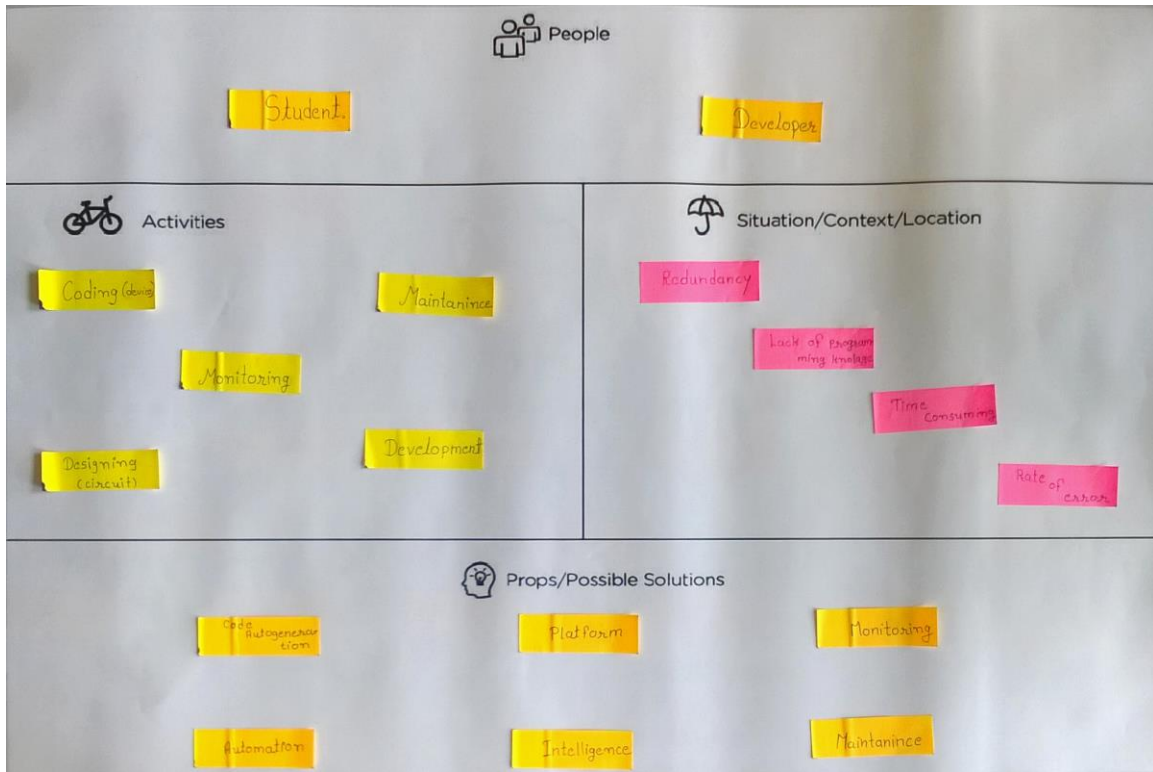 People
Student.
Developer
Activities
Situation/Context/Location
Coding (device)
Maintanince
Monitoring
Designing
(circuit)
Development
Redundancy
Lack of program
ming
Time
Consuming
Rate of
error
Props/Possible Solutions
Code
Autogenera
tion
Platform
Monitoring
Automation
Intelligence
Maintanince